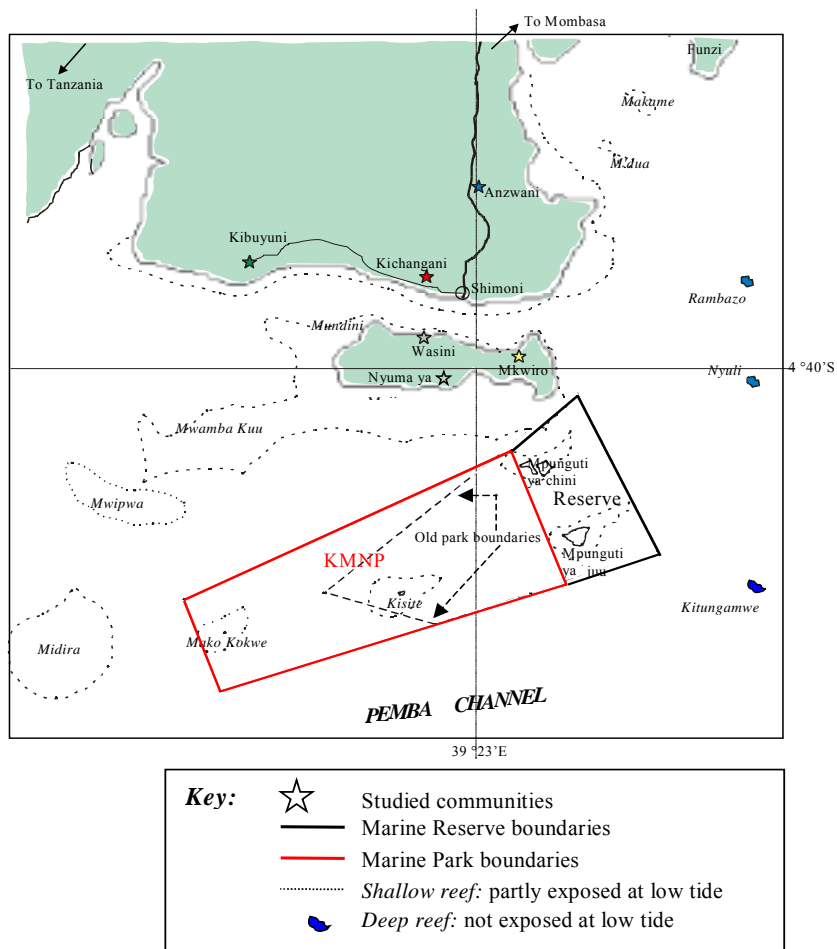 To Mombasa
To Tanzania
Funzi
Makume
M.dua
Anzwani
Kibuyuni
Kichangani
Shimoni
Rambazo
Mundini
Wasini
Mkwiro
4 °40'S
Nyuma ya
Nyuli
Mwamba Kuu
Mpunguti
ya chini
Mwipwa
Reserve
Old park boundaries
KMNP
Mpunguti
ya juu
Kisite
Kitungamwe
Mako Kokwe
Midira
PEMBA CHANNEL
39 °23'E
Key:
Studied communities
Marine Reserve boundaries
Marine Park boundaries
Shallow reef: partly exposed at low tide
Deep reef: not exposed at low tide